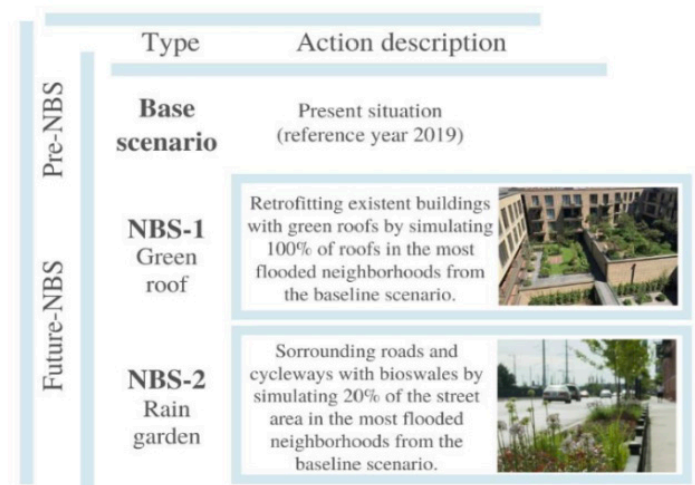 Type
Action description
Pre-NBS
Base
scenario
Present situation
(reference year 2019)
Future-NBS
NBS-1
Green
roof
Retrofitting existent buildings
with green roofs by simulating
100% of roofs in the most
flooded neighborhoods from
the baseline scenario.
NBS-2
Rain
garden
Sorrounding roads and
cycleways with bioswales by
simulating 20% of the street
area in the most flooded
neighborhoods from the
baseline scenario.